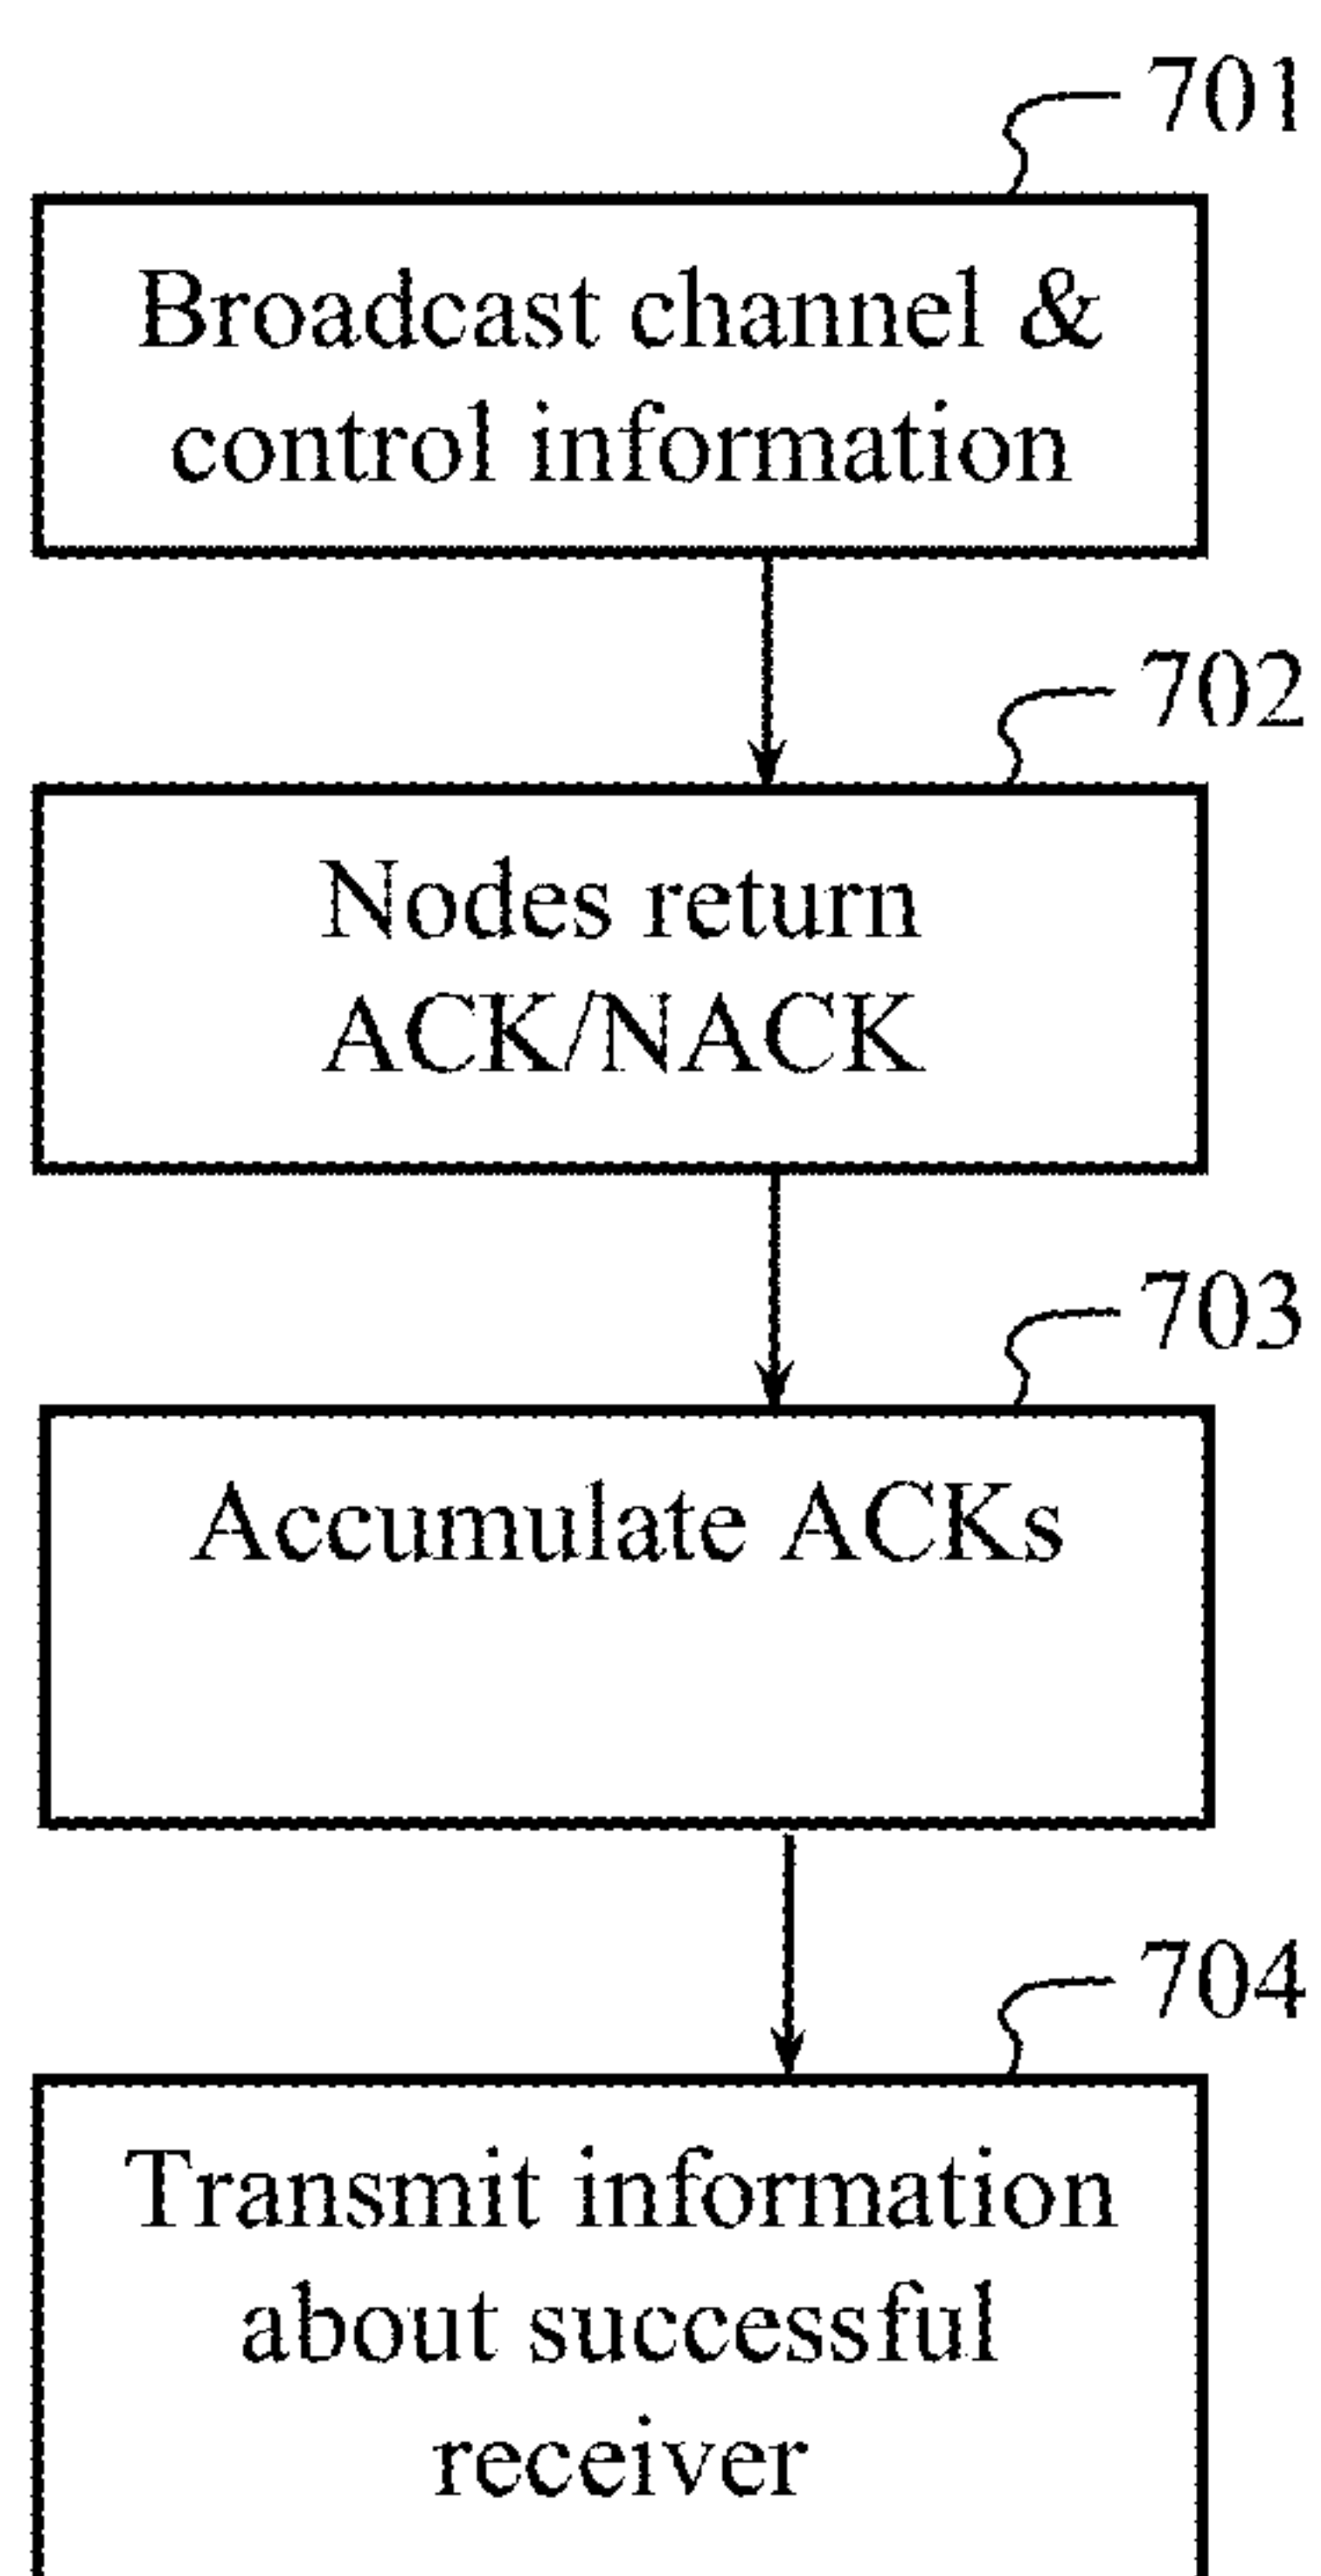 701
Broadcast channel &
control information
702
Nodes return
ACK/NACK
703
Accumulate ACKs
704
Transmit information
about successful
receiver